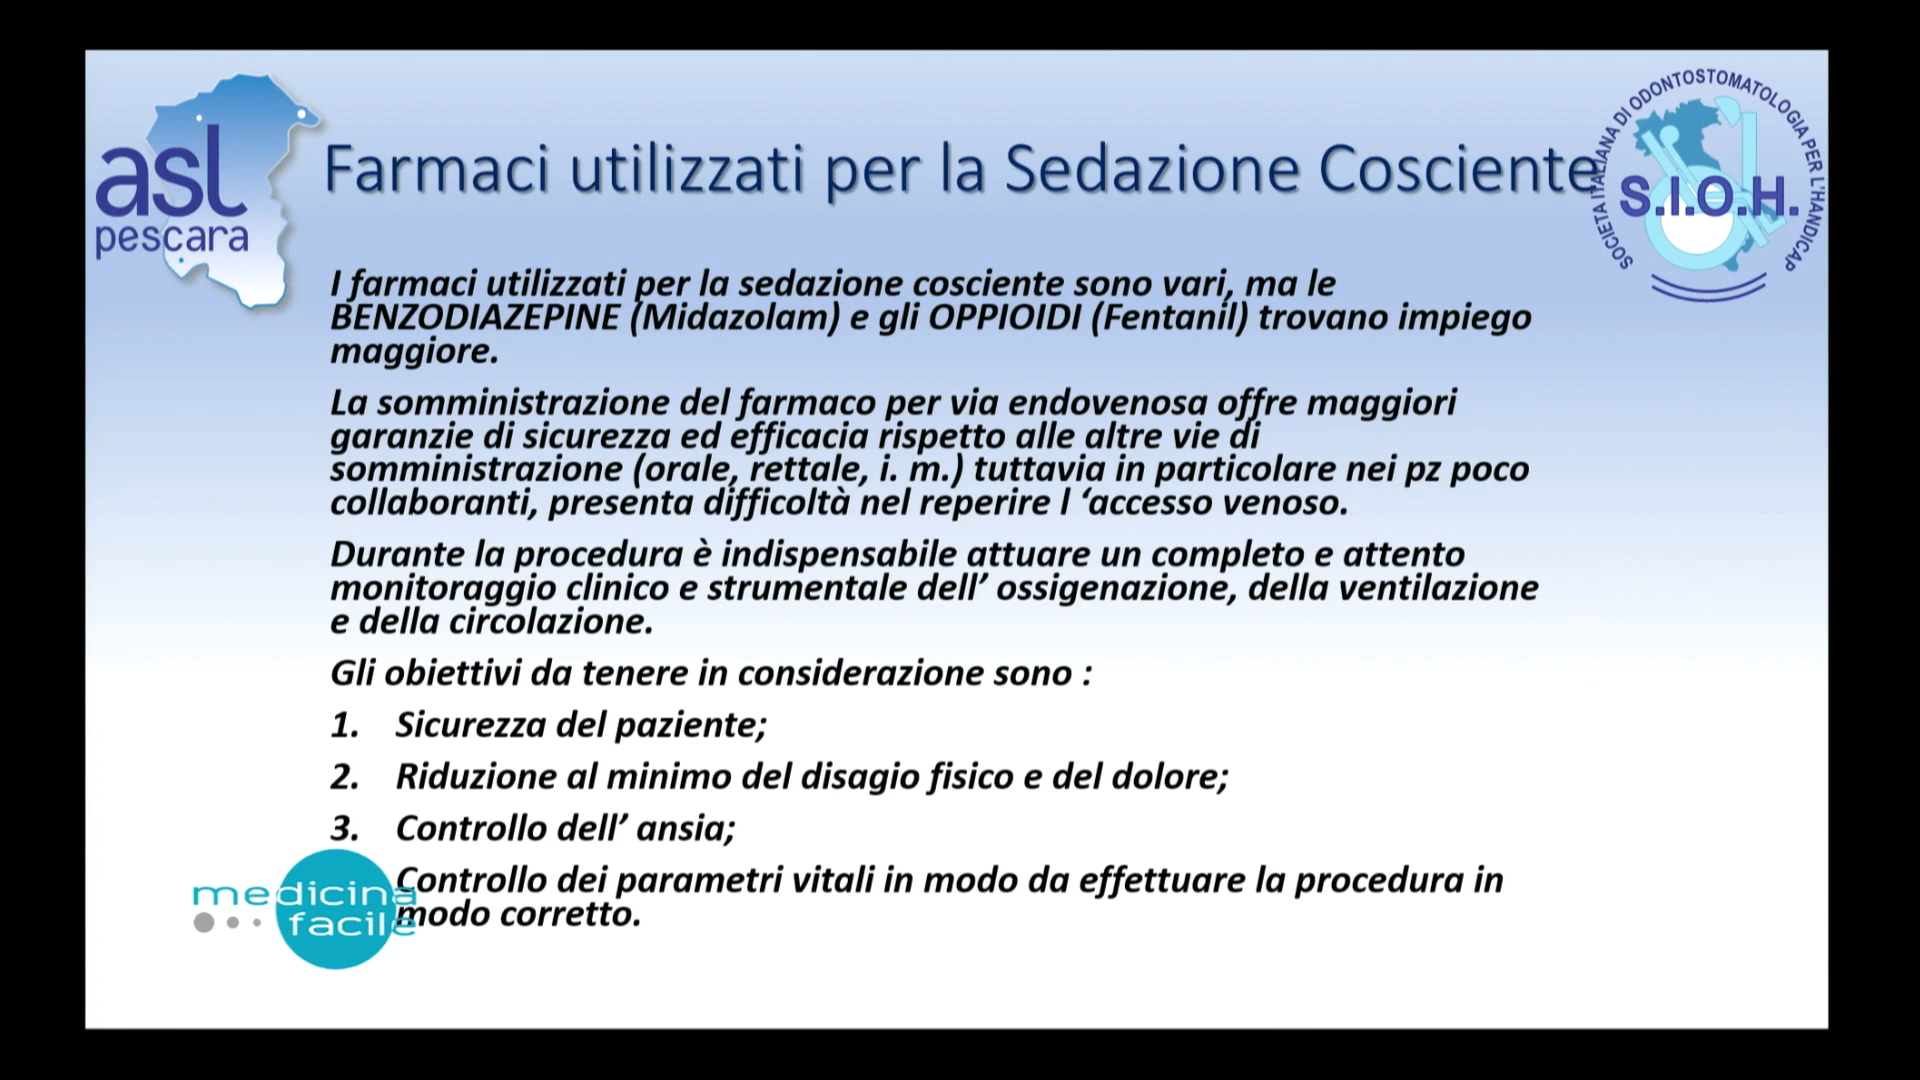 asl
pescara
Farmaci utilizzati per la Sedazione Cosciente
SOCIETA ITALIANA DI ODONTOSTOMATOLOGIA PER L'HANDICAP
S.I.O.H.
I farmaci utilizzati per la sedazione cosciente sono vari, ma le
BENZODIAZEPINE (Midazolam) e gli OPPIOIDI (Fentanil) trovano impiego
maggiore.
La somministrazione del farmaco per via endovenosa offre maggiori
garanzie di sicurezza ed efficacia rispetto alle altre vie di
somministrazione (orale, rettale, i. m.) tuttavia in particolare nei pz poco
collaboranti, presenta difficoltà nel reperire l ‘accesso venoso.
Durante la procedura è indispensabile attuare un completo e attento
monitoraggio clinico e strumentale dell’ ossigenazione, della ventilazione
e della circolazione.
Gli obiettivi da tenere in considerazione sono :
1. Sicurezza del paziente;
2. Riduzione al minimo del disagio fisico e del dolore;
3. Controllo dell’ ansia;
Controllo dei parametri vitali in modo da effettuare la procedura in
modo corretto.
medicina
facile